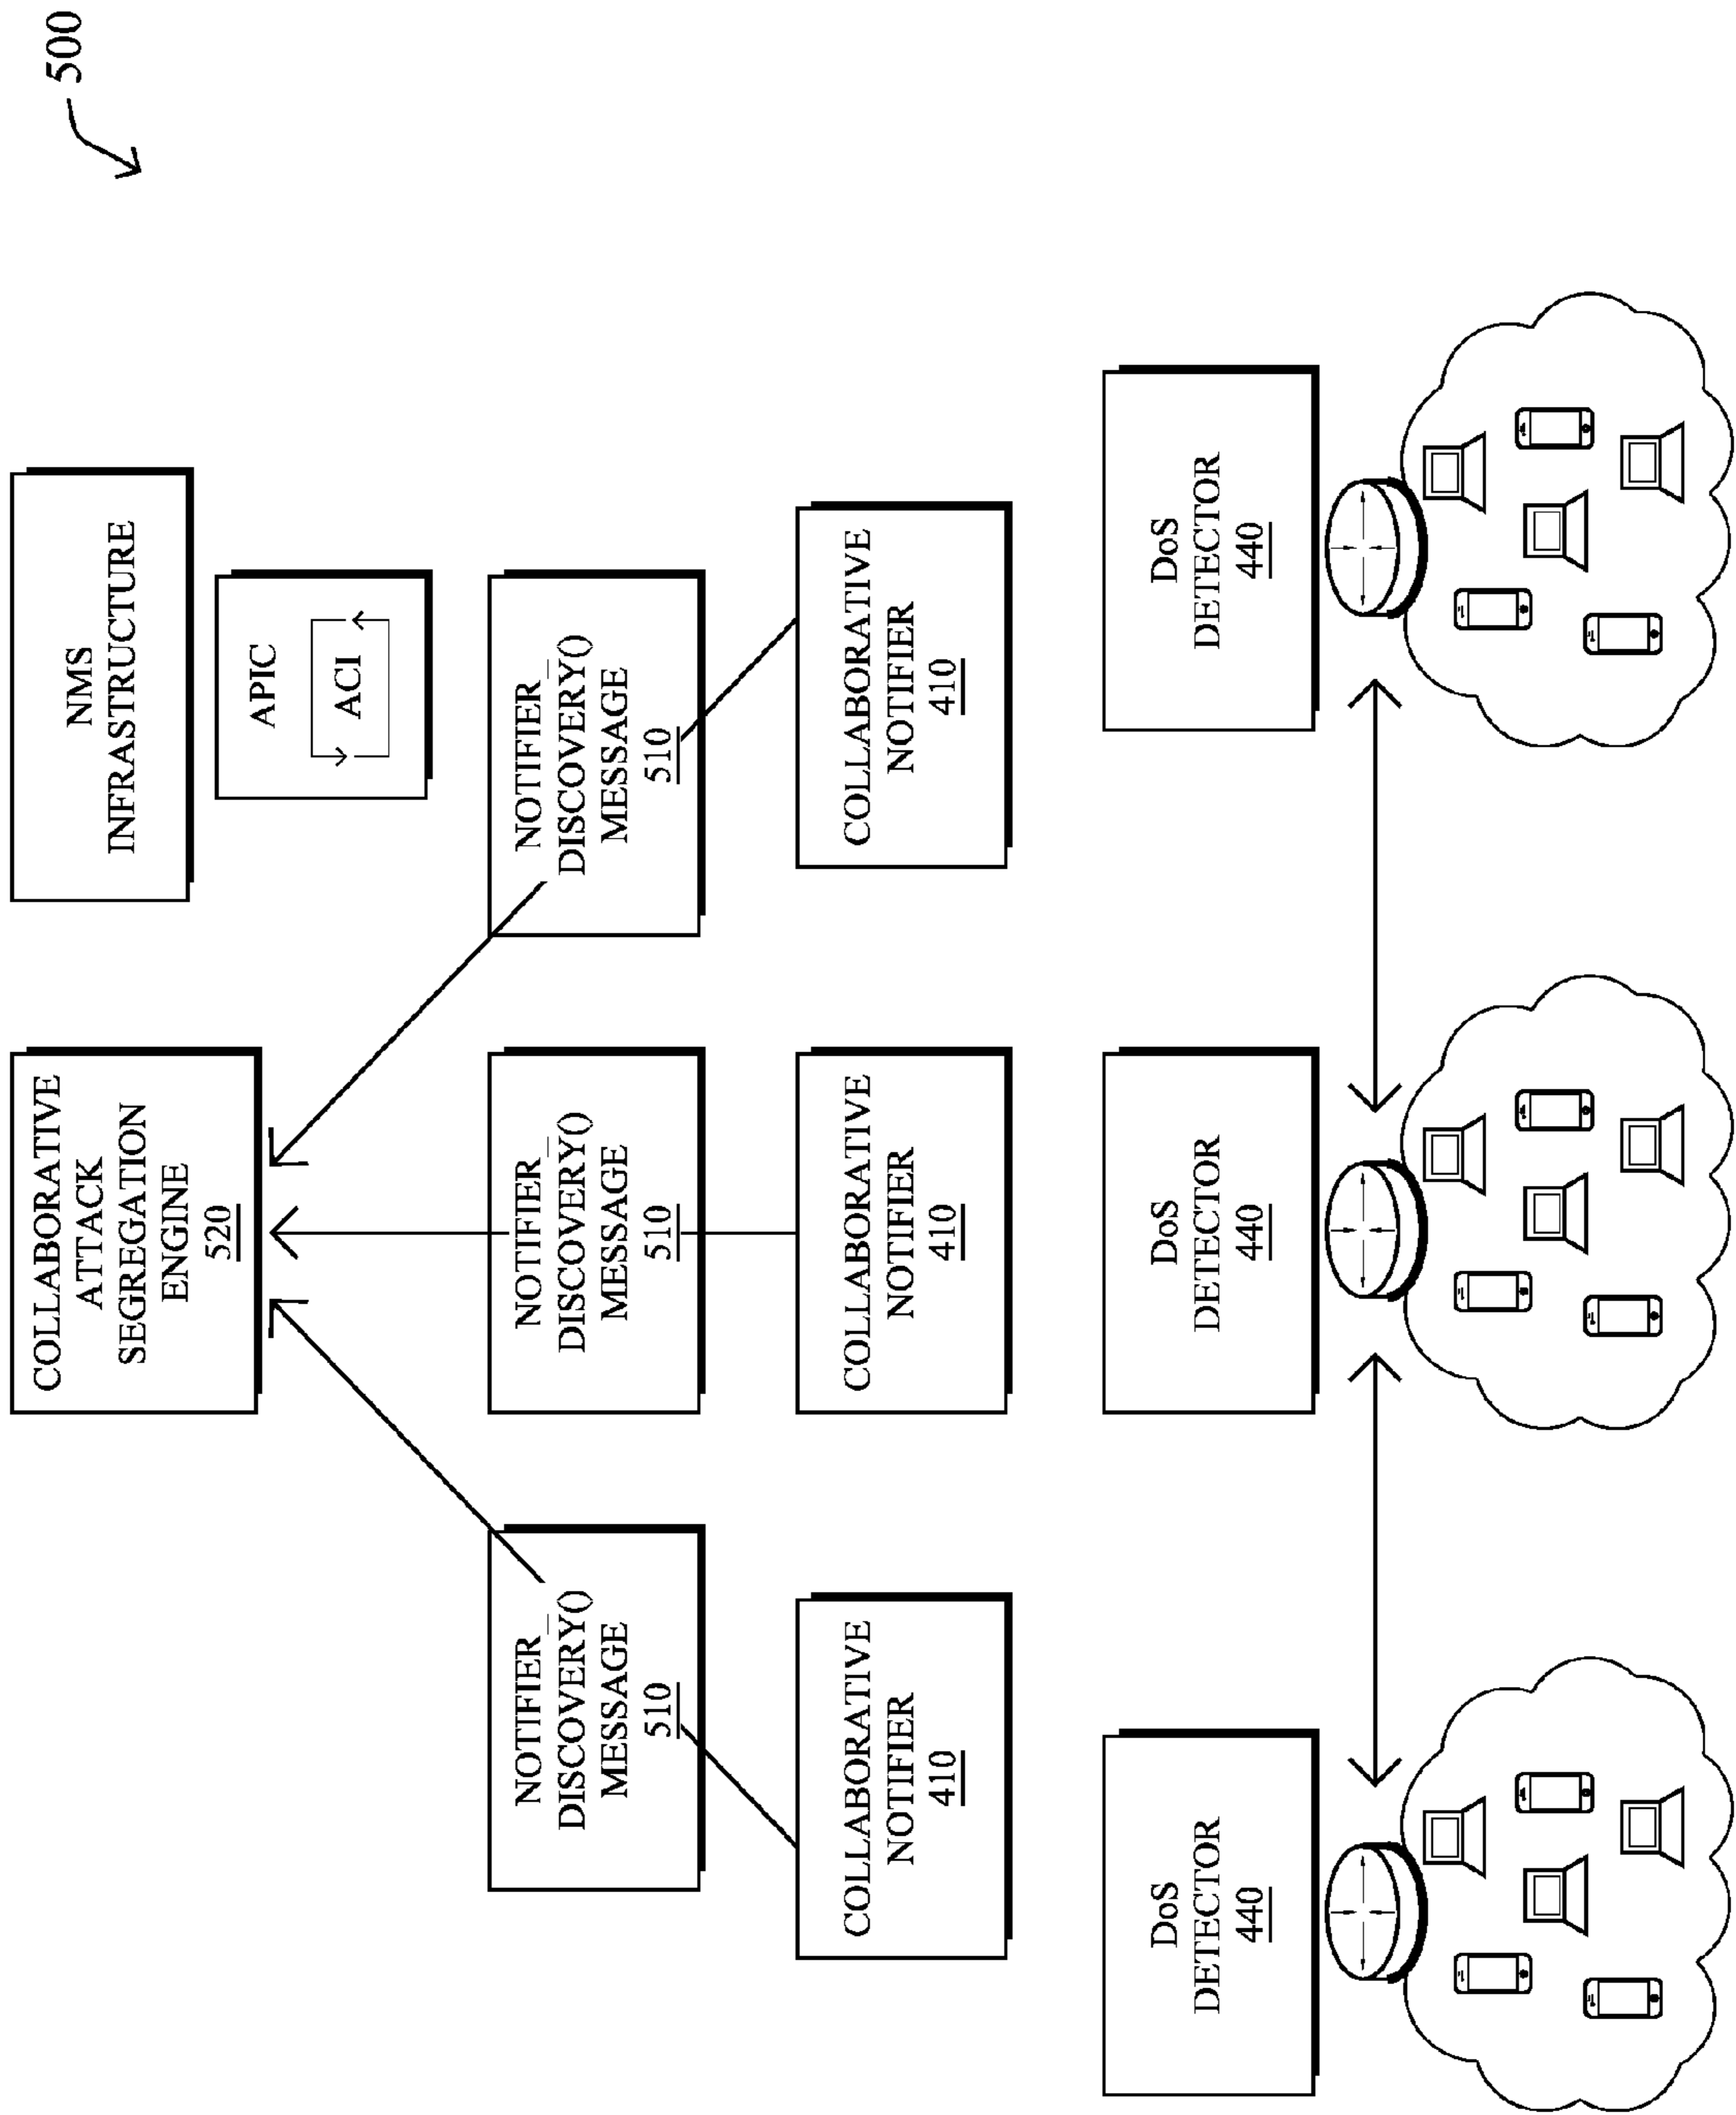 500
COLLABORATIVE
ATTACK
SEGREGATION
ENGINE
520
NMS
INFRASTRUCTURE
APIC
ACI
NOTIFIER_
DISCOVERY()
MESSAGE
510
NOTIFIER_
DISCOVERY()
MESSAGE
510
NOTIFIER_
DISCOVERY()
MESSAGE
510
COLLABORATIVE
NOTIFIER
410
COLLABORATIVE
NOTIFIER
410
COLLABORATIVE
NOTIFIER
410
DoS
DETECTOR
440
DoS
DETECTOR
440
DoS
DETECTOR
440